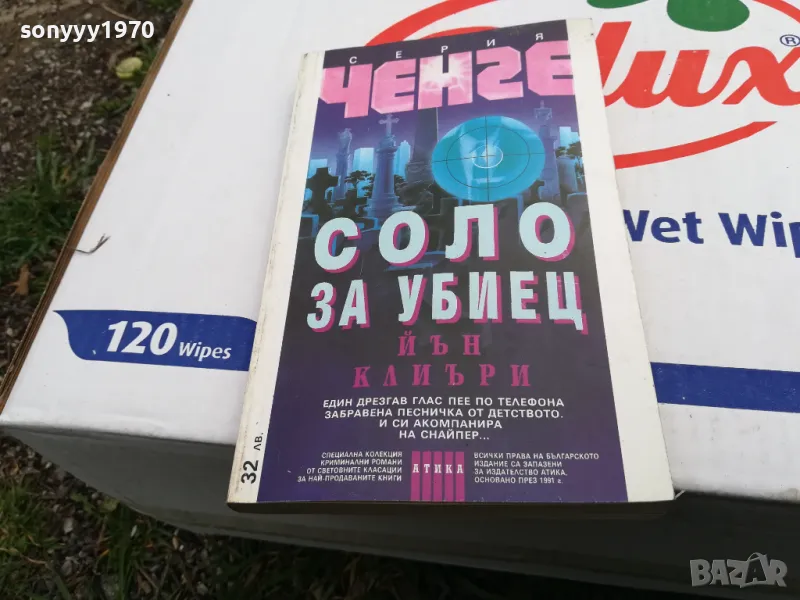 sonyyy1970
СЕРИЯ
ЧЕНГЕ
СОЛО
ЗА УБИЕЦ
ЙЪН
КЛИЪРИ
ЕДИН ДРЕЗГАВ ГЛАС ПЕЕ ПО ТЕЛЕФОНА
ЗАБРАВЕНА ПЕСНИЧКА ОТ ДЕТСТВОТО.
И СИ АКОМПАНИРА
НА СНАЙПЕР...
СПЕЦИАЛНА КОЛЕКЦИЯ
КРИМИНАЛНИ РОМАНИ
ОТ СВЕТОВНИТЕ КЛАСАЦИИ
ЗА НАЙ-ПРОДАВАНИТЕ КНИГИ
АТИКА
ВСИЧКИ ПРАВА НА БЪЛГАРСКОТО
ИЗДАНИЕ СА ЗАПАЗЕНИ
ЗА ИЗДАТЕЛСТВО АТИКА,
ОСНОВАНО ПРЕЗ 1991 г.
32 ЛВ.
120 Wipes
lux ®
Wet Wip
BAZAR